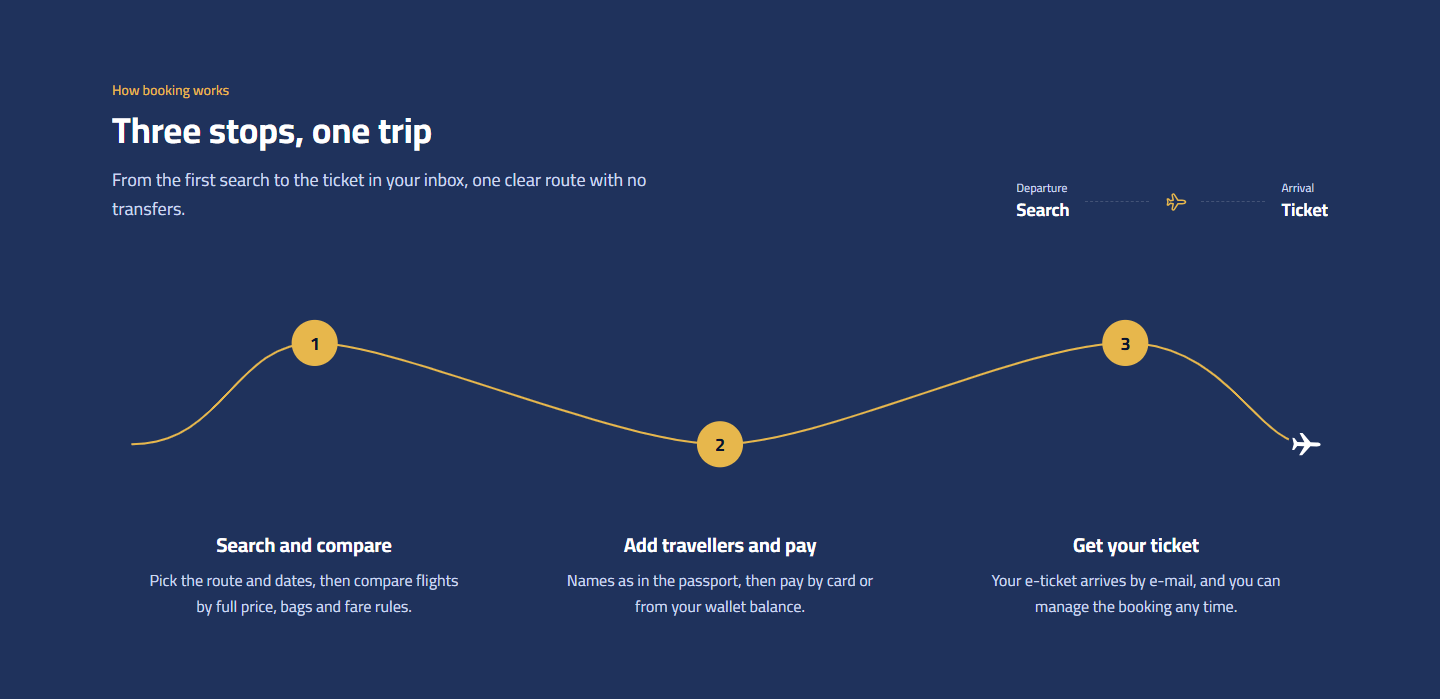 How booking works
Three stops, one trip
From the first search to the ticket in your inbox, one clear route with no
transfers.
Departure
Search
Arrival
Ticket
1
2
3
Search and compare
Pick the route and dates, then compare flights
by full price, bags and fare rules.
Add travellers and pay
Names as in the passport, then pay by card or
from your wallet balance.
Get your ticket
Your e-ticket arrives by e-mail, and you can
manage the booking any time.